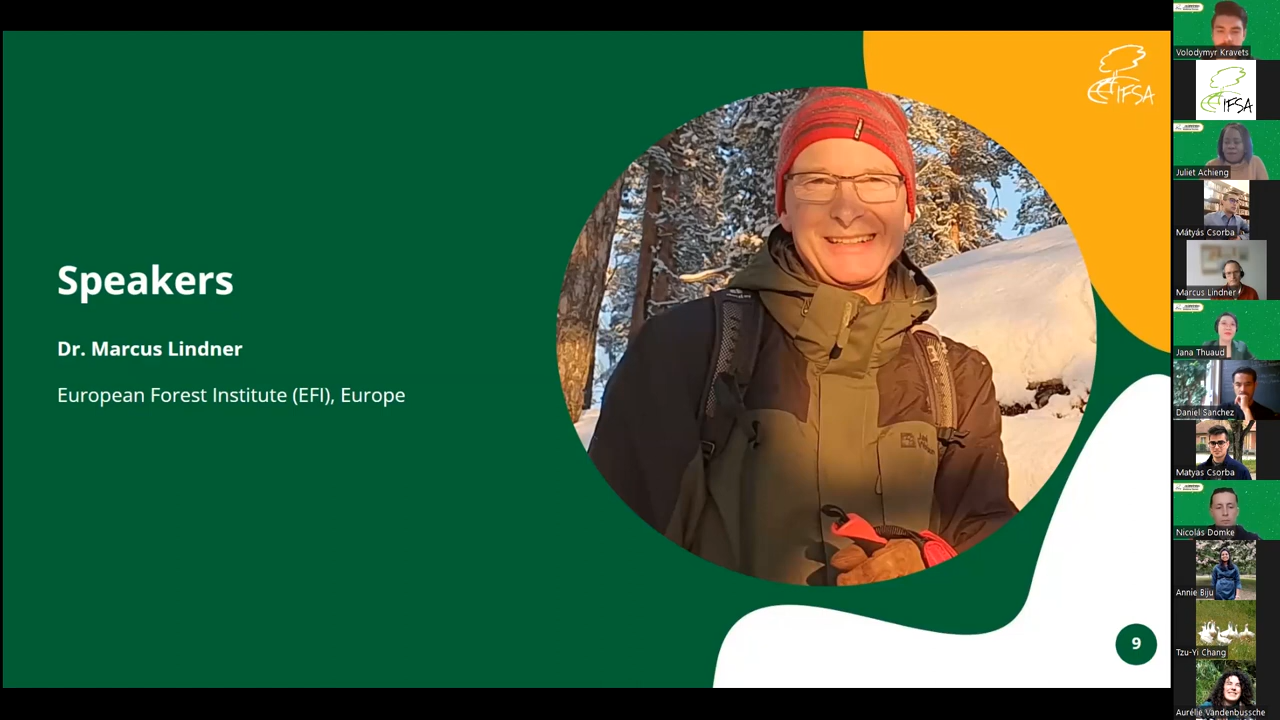 IFSA
Speakers
Dr. Marcus Lindner
European Forest Institute (EFI), Europe
9
Volodymyr Kravets
IFSA
Juliet Achieng
Mátyás Csorba
Marcus Lindner
Jana Thuaud
Daniel Sanchez
Matyas Csorba
Nicolás Domke
Annie Biju
Tzu-Yi Chang
Aurélie Vandenbussche